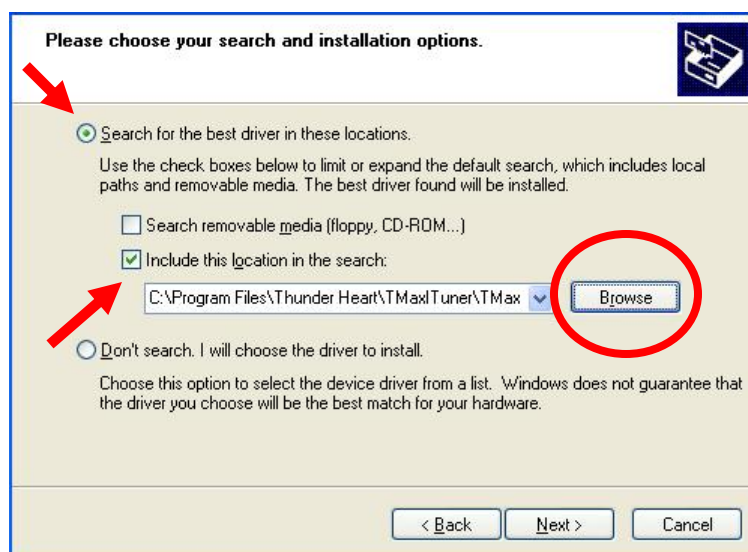 Please choose your search and installation options.
Search for the best driver in these locations.
Use the check boxes below to limit or expand the default search, which includes local
paths and removable media. The best driver found will be installed.
Search removable media (floppy, CD-ROM...)
Include this location in the search:
C:\Program Files\Thunder Heart\TMaxITuner\TMax
Browse
Don't search. I will choose the driver to install.
Choose this option to select the device driver from a list. Windows does not guarantee that
the driver you choose will be the best match for your hardware.
< Back
Next >
Cancel